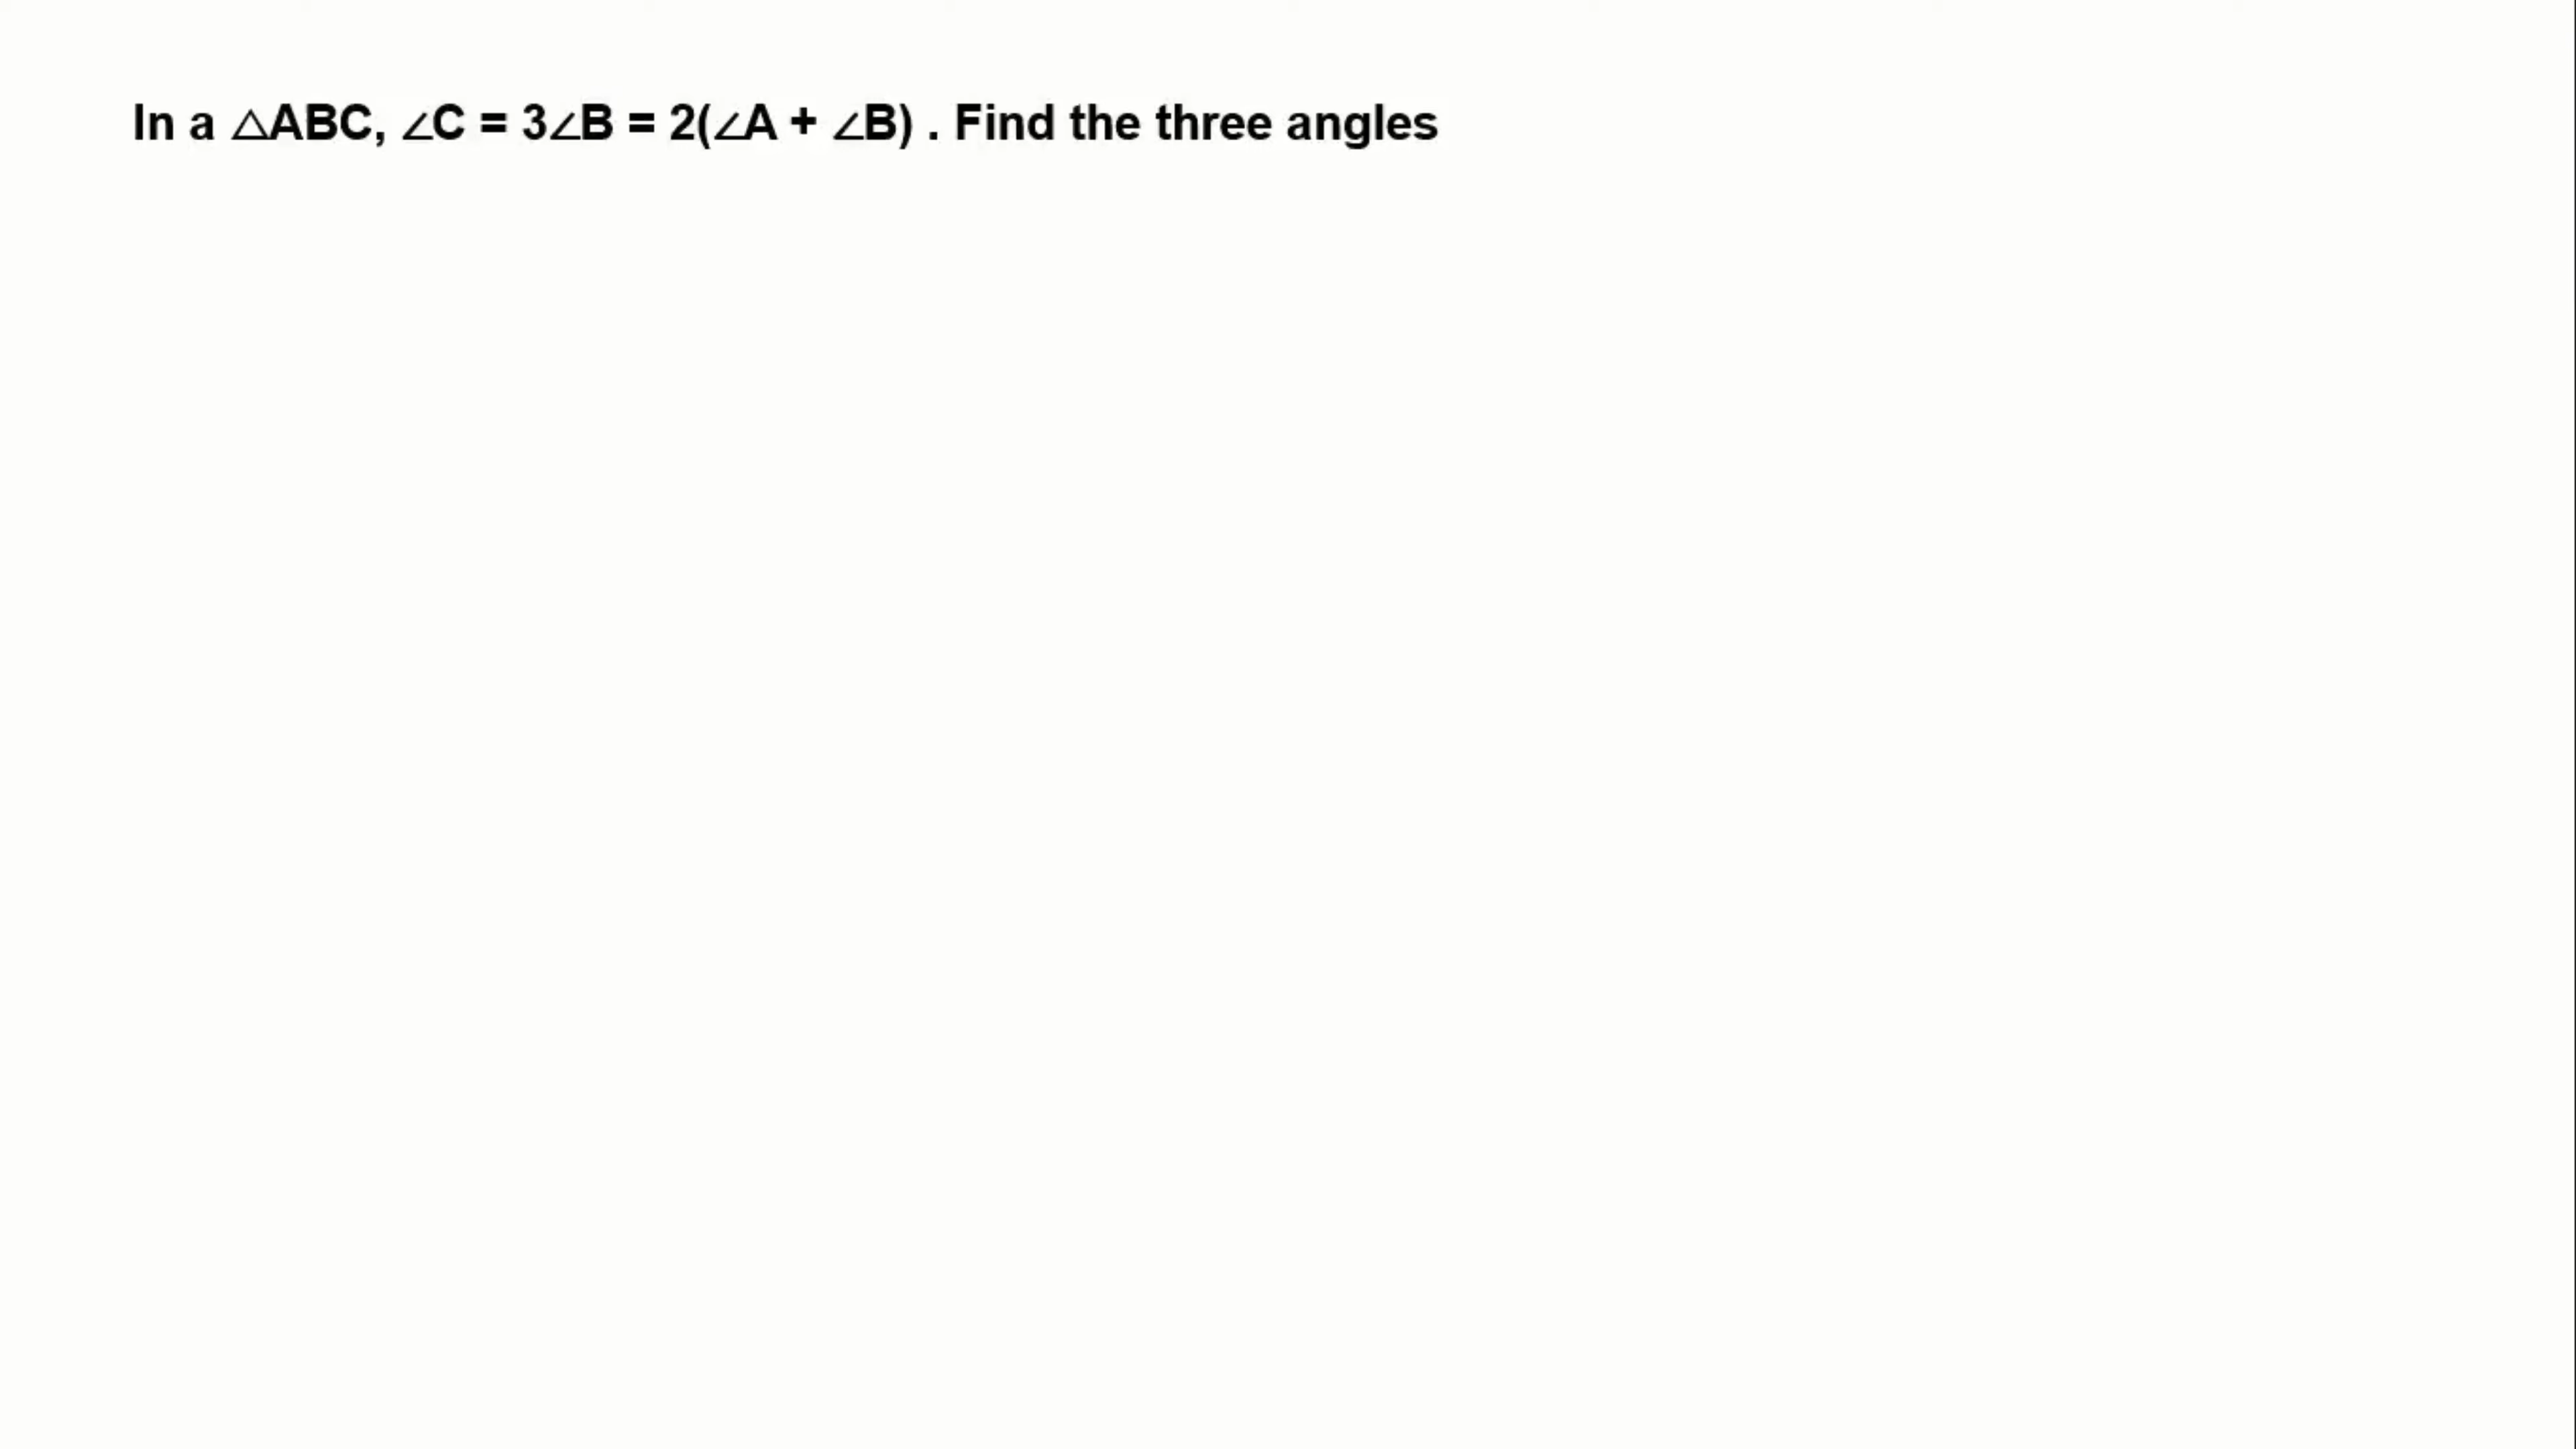 In a △ABC, ∠C = 3∠B = 2(∠A + ∠B) . Find the three angles